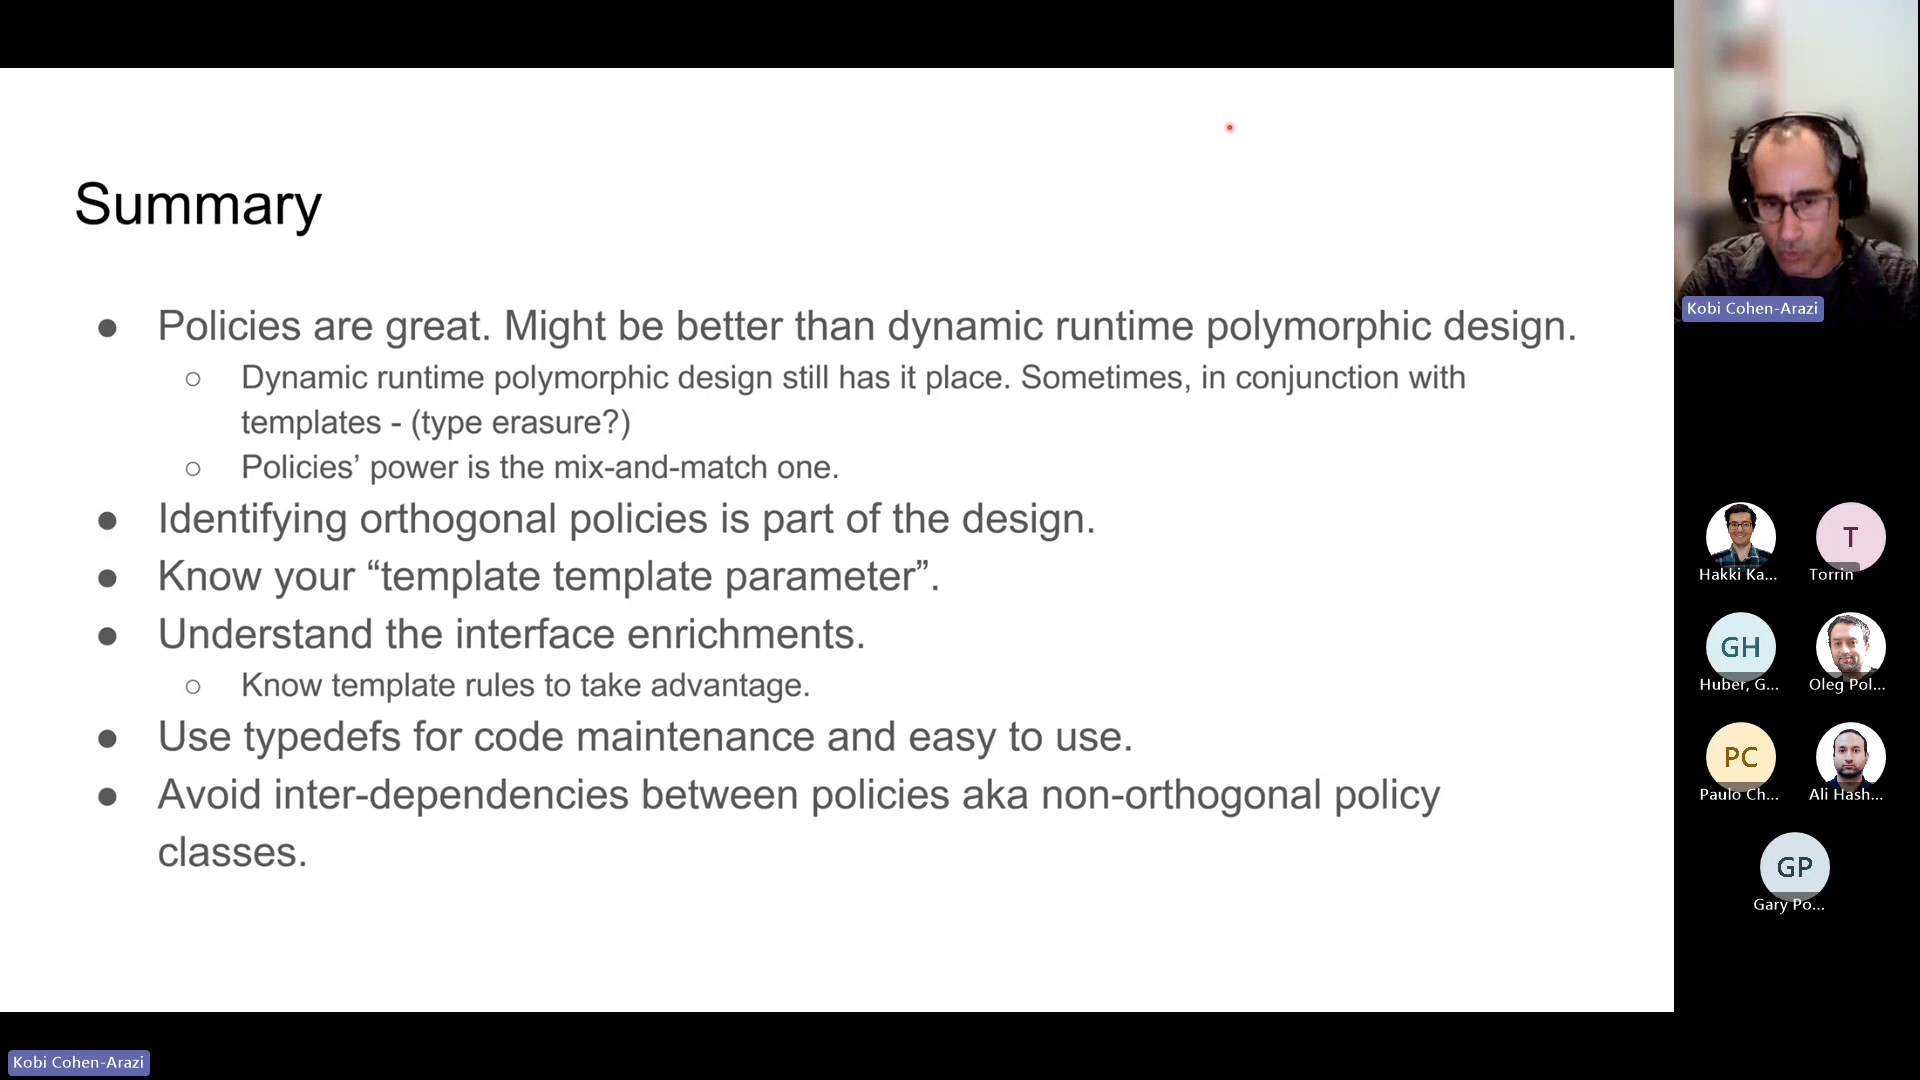 Summary
● Policies are great. Might be better than dynamic runtime polymorphic design.
○ Dynamic runtime polymorphic design still has it place. Sometimes, in conjunction with
templates - (type erasure?)
○ Policies’ power is the mix-and-match one.
● Identifying orthogonal policies is part of the design.
● Know your “template template parameter”.
● Understand the interface enrichments.
○ Know template rules to take advantage.
● Use typedefs for code maintenance and easy to use.
● Avoid inter-dependencies between policies aka non-orthogonal policy
classes.
Kobi Cohen-Arazi
Hakki Ka...
T
Torrin
GH
Huber, G...
Oleg Pol...
PC
Paulo Ch...
Ali Hash...
GP
Gary Po...
Kobi Cohen-Arazi